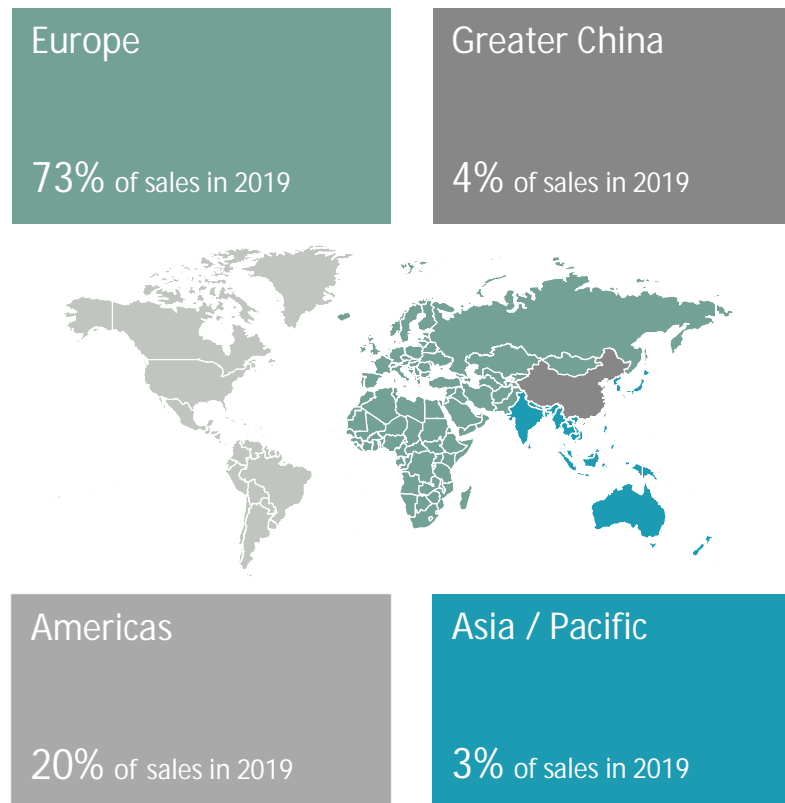 Europe
73% of sales in 2019
Greater China
4% of sales in 2019
Americas
20% of sales in 2019
Asia / Pacific
3% of sales in 2019